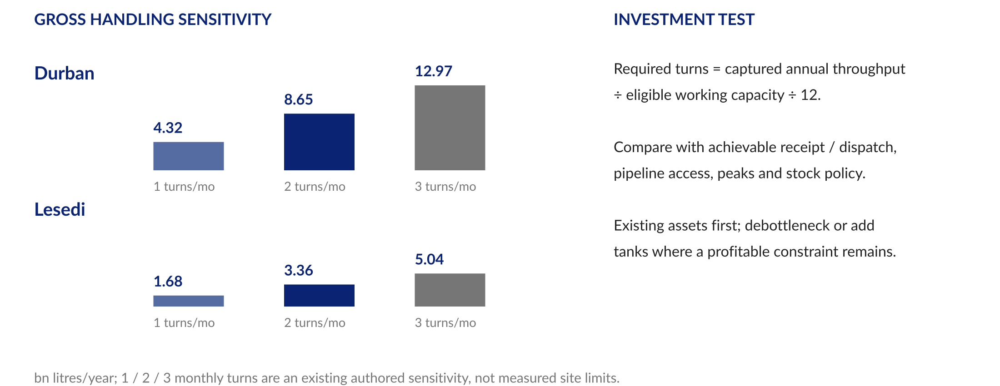 GROSS HANDLING SENSITIVITY
Durban
4.32
8.65
12.97
1 turns/mo
2 turns/mo
3 turns/mo
Lesedi
1.68
3.36
5.04
1 turns/mo
2 turns/mo
3 turns/mo
INVESTMENT TEST
Required turns = captured annual throughput
÷ eligible working capacity ÷ 12.
Compare with achievable receipt / dispatch,
pipeline access, peaks and stock policy.
Existing assets first; debottleneck or add
tanks where a profitable constraint remains.
bn litres/year; 1 / 2 / 3 monthly turns are an existing authored sensitivity, not measured site limits.